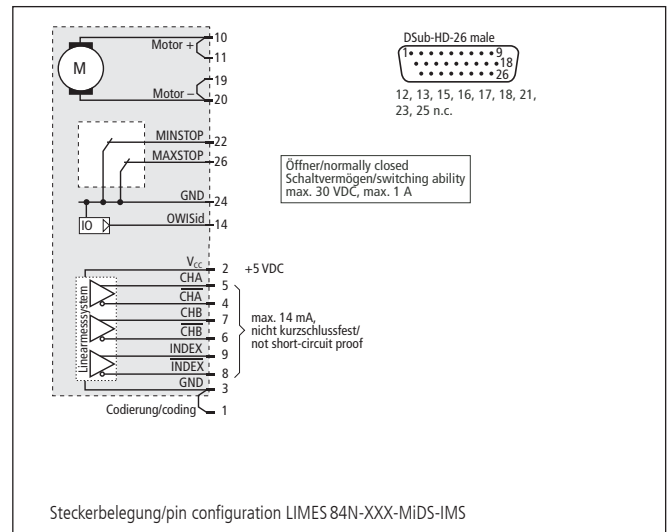 10
Motor +
11
M
19
Motor –
20
MINSTOP
22
MAXSTOP
26
GND
24
IO
OWISid
14
VCC
2
+5 VDC
CHA
5
CHA
4
CHB
7
CHB
6
INDEX
9
INDEX
8
GND
3
Linearmesssystem
Codierung/coding
1
max. 14 mA,
nicht kurzschlussfest/
not short-circuit proof
DSub-HD-26 male
1
9
18
26
12, 13, 15, 16, 17, 18, 21,
23, 25 n.c.
Öffner/normally closed
Schaltvermögen/switching ability
max. 30 VDC, max. 1 A
Steckerbelegung/pin configuration LIMES 84N-XXX-MiDS-IMS